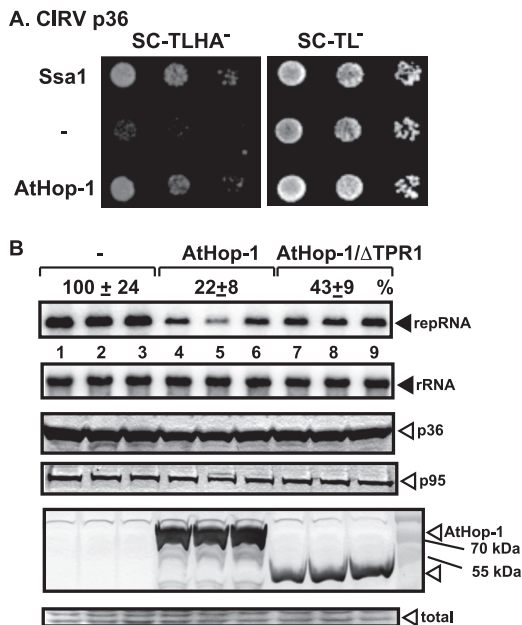 A. CIRV p36
SC-TLHA⁻ SC-TL⁻
Ssa1
-
AtHop-1
B
- AtHop-1 AtHop-1/ΔTPR1
100 ± 24 22±8 43±9 %
repRNA
1 2 3 4 5 6 7 8 9
rRNA
p36
p95
AtHop-1
70 kDa
55 kDa
total